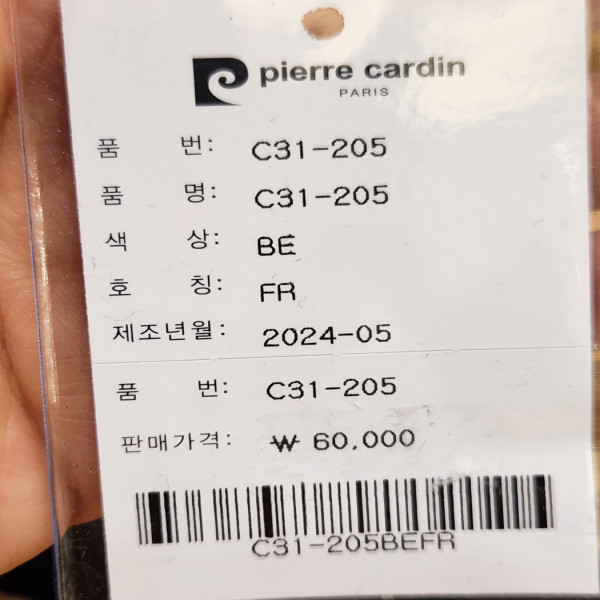 pierre cardin
PARIS
품 번: C31-205
품 명: C31-205
색 상: BE
호 칭: FR
제조년월: 2024-05
품 번: C31-205
판매가격: ₩ 60,000
C31-205BEFR